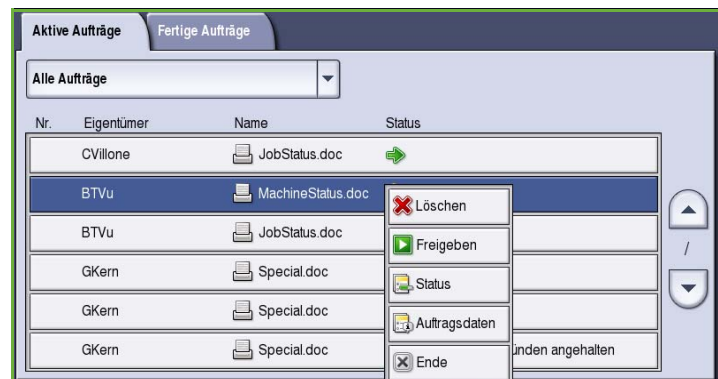 Aktive Aufträge Fertige Aufträge
Alle Aufträge
Nr. Eigentümer Name Status
CVillone JobStatus.doc
BTVu MachineStatus.doc
Löschen
BTVu JobStatus.doc
Freigeben
GKern Special.doc
Status
/
GKern Special.doc
Auftragsdaten
GKern Special.doc
Ende
angehalten